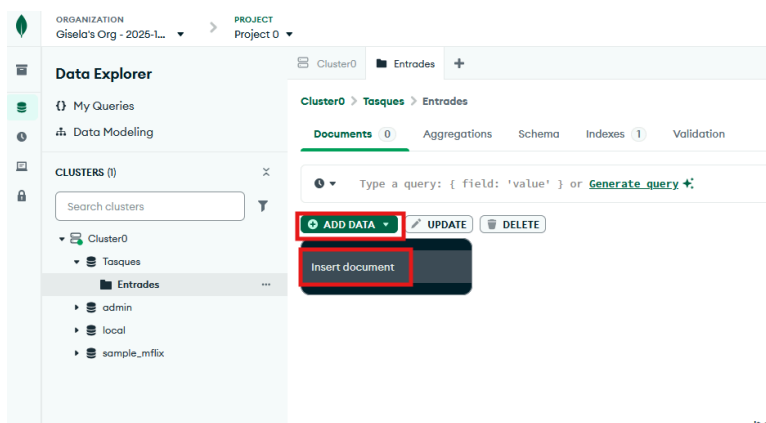 ORGANIZATION
Gisela's Org - 2025-1...
PROJECT
Project 0
Data Explorer
{} My Queries
Data Modeling
CLUSTERS (1)
Search clusters
Cluster0
Tasques
Entrades
admin
local
sample_mflix
Cluster0
Entrades
Cluster0 > Tasques > Entrades
Documents 0 Aggregations Schema Indexes 1 Validation
Type a query: { field: 'value' } or Generate query
ADD DATA UPDATE DELETE
Insert document